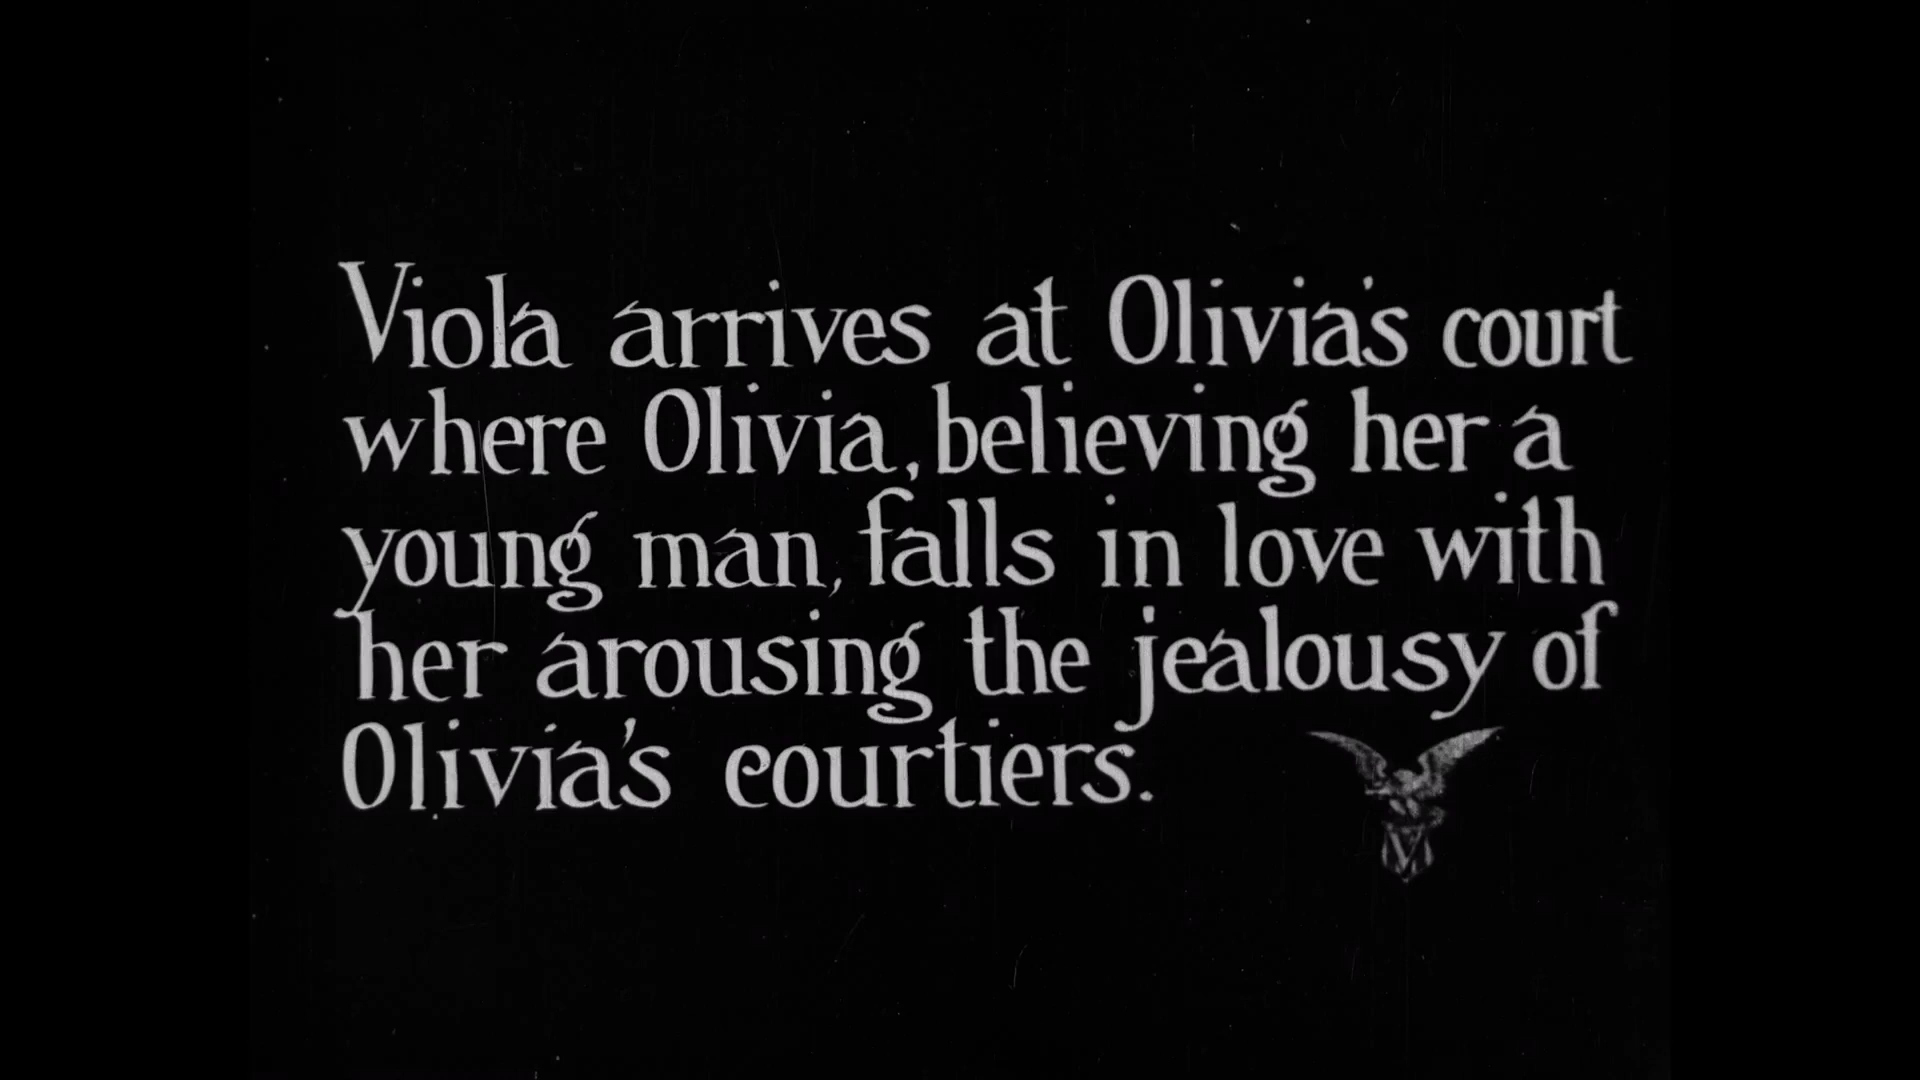 Viola arrives at Olivia's court
where Olivia, believing her a
young man, falls in love with
her arousing the jealousy of
Olivia's courtiers.
V